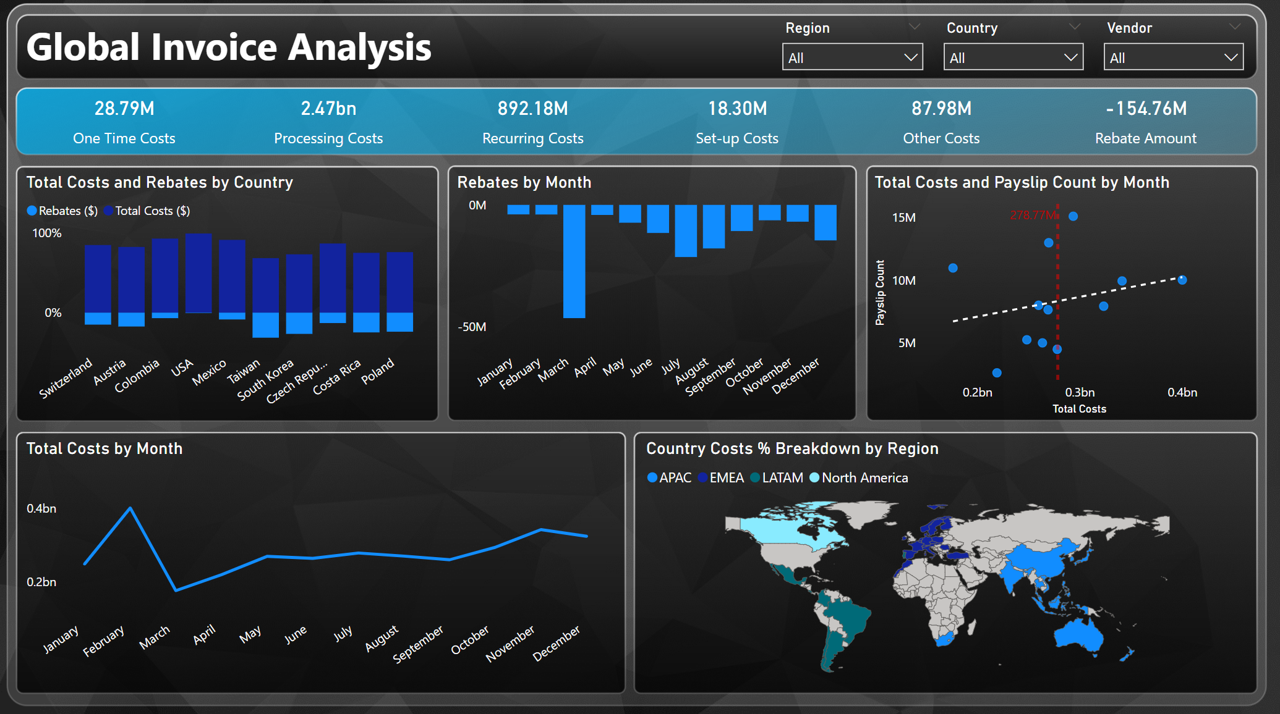 Global Invoice Analysis
Region
Country
Vendor
All
All
All
28.79M
2.47bn
892.18M
18.30M
87.98M
-154.76M
One Time Costs
Processing Costs
Recurring Costs
Set-up Costs
Other Costs
Rebate Amount
Total Costs and Rebates by Country
Rebates ($)
Total Costs ($)
100%
0%
Switzerland
Austria
Colombia
USA
Mexico
Taiwan
South Korea
Czech Repu...
Costa Rica
Poland
Rebates by Month
0M
-50M
January
February
March
April
May
June
July
August
September
October
November
December
Total Costs and Payslip Count by Month
278.77M
15M
10M
5M
Payslip Count
0.2bn
0.3bn
0.4bn
Total Costs
Total Costs by Month
0.4bn
0.2bn
January
February
March
April
May
June
July
August
September
October
November
December
Country Costs % Breakdown by Region
APAC
EMEA
LATAM
North America